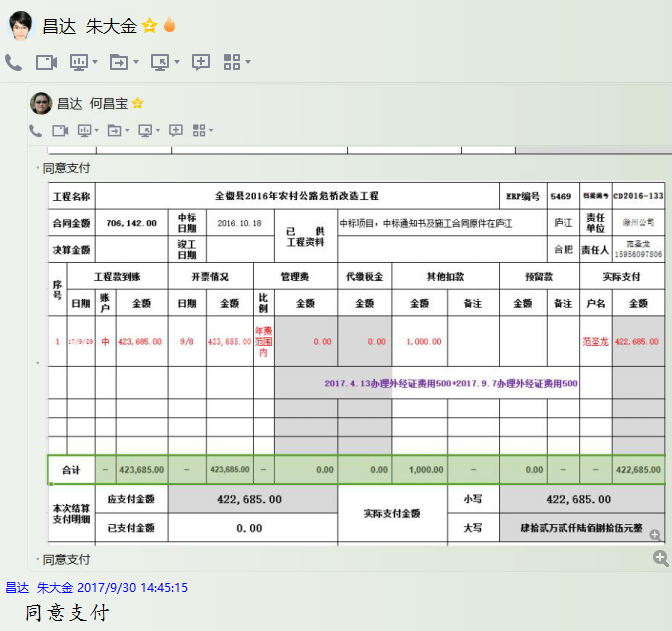 昌达 朱大金
昌达 何昌宝
同意支付
工程名称 全椒县2016年农村公路危桥改造工程 ERP编号 5469 档案编号 CD2016-133
合同金额 706,142.00 中标日期 2016.10.18 已 供 工程资料 中标项目,中标通知书及施工合同原件在庐江 庐江 责任单位 滁州公司
决算金额 竣工日期 合肥 责任人 范圣龙 15956097806
序号 工程款到账 开票情况 管理费 代缴税金 其他扣款 预留款 实际支付
日期 账户 金额 日期 金额 比例 金额 金额 金额 备注 金额 备注 户名 金额
1 17/9/29 中 423,685.00 9/8 423,685.00 年费范围内 0.00 0.00 1,000.00 范圣龙 422,685.00
2017.4.13办理外经证费用500+2017.9.7办理外经证费用500
合计 - 423,685.00 - 423,685.00 - 0.00 0.00 1,000.00 - 0.00 - - 422,685.00
本次结算支付明细 应支付金额 422,685.00 实际支付金额 小写 422,685.00
已支付金额 0.00 大写 肆拾贰万贰仟陆佰捌拾伍元整
同意支付
昌达 朱大金 2017/9/30 14:45:15
同意支付